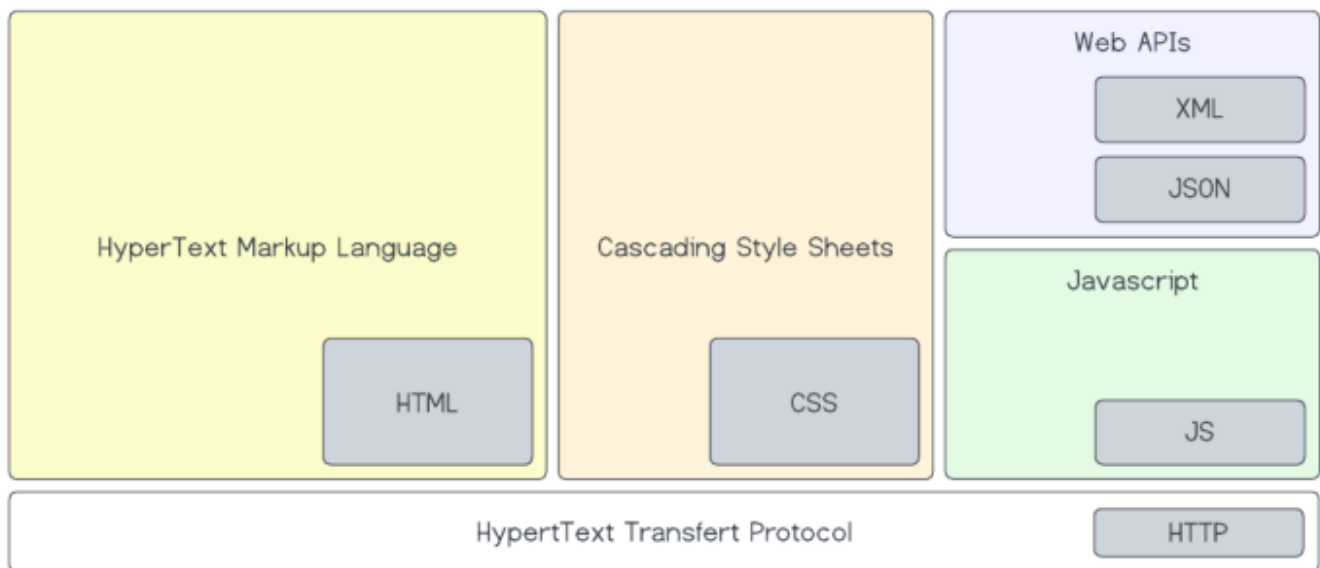 HyperText Markup Language
HTML
Cascading Style Sheets
CSS
Web APIs
XML
JSON
Javascript
JS
HypertText Transfert Protocol
HTTP